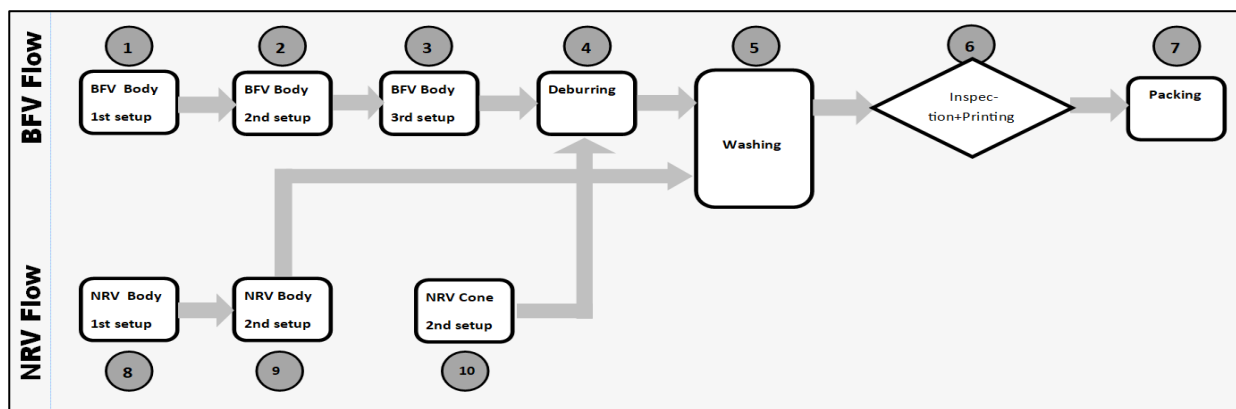 BFV Flow
1
2
3
4
5
6
7
BFV Body
1st setup
BFV Body
2nd setup
BFV Body
3rd setup
Deburring
Washing
Inspec-
tion+Printing
Packing
NRV Flow
NRV Body
1st setup
NRV Body
2nd setup
NRV Cone
2nd setup
8
9
10